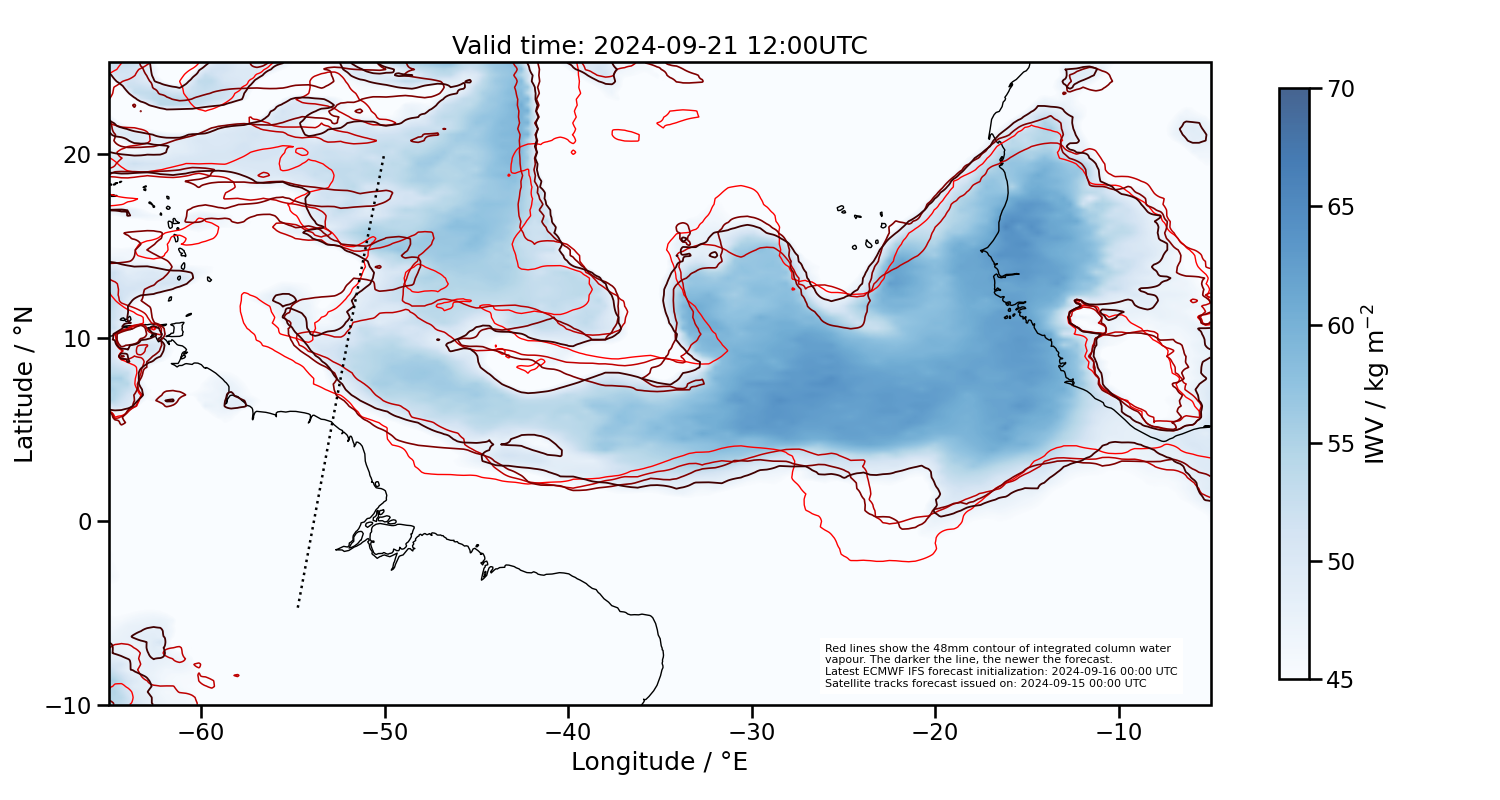 Valid time: 2024-09-21 12:00UTC
20
10
0
−10
Latitude / °N
−60
−50
−40
−30
−20
−10
Longitude / °E
Red lines show the 48mm contour of integrated column water
vapour. The darker the line, the newer the forecast.
Latest ECMWF IFS forecast initialization: 2024-09-16 00:00 UTC
Satellite tracks forecast issued on: 2024-09-15 00:00 UTC
70
65
60
55
50
45
IWV / kg m⁻²